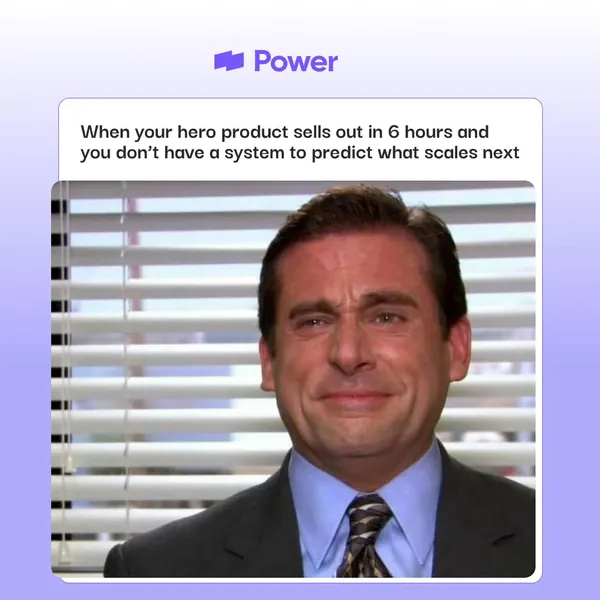 Power
When your hero product sells out in 6 hours and
you don’t have a system to predict what scales next